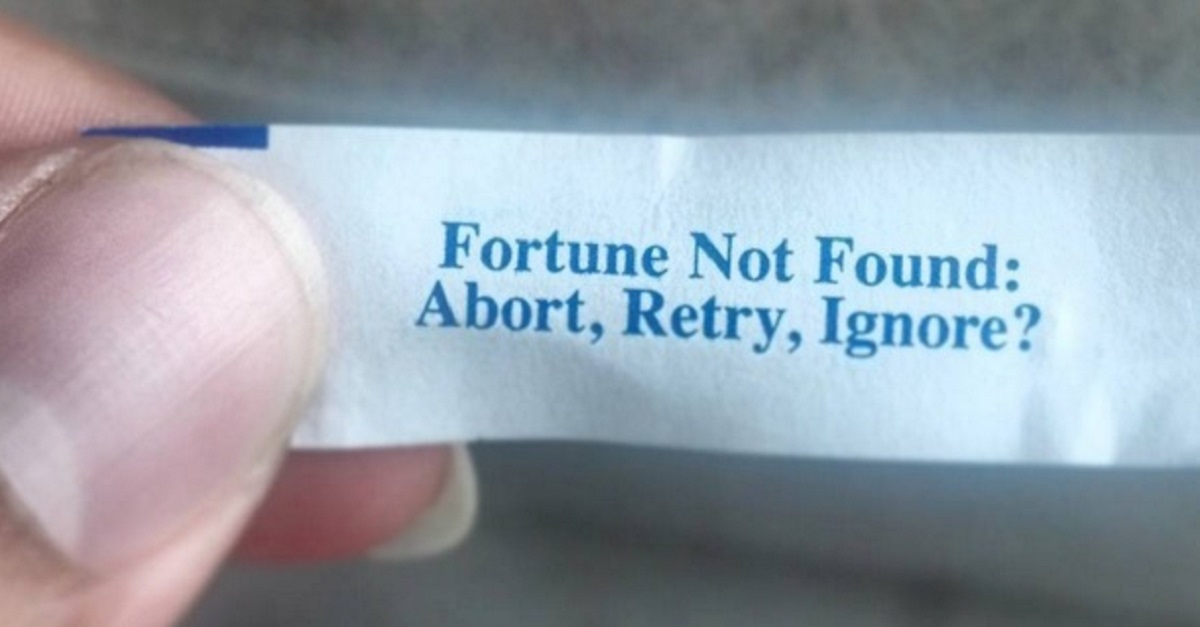 Fortune Not Found:
Abort, Retry, Ignore?